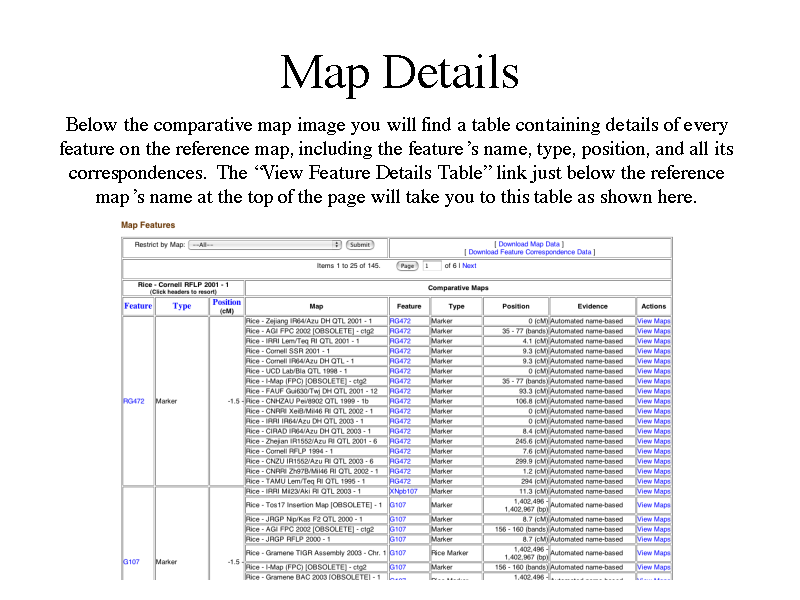 Map Details
Below the comparative map image you will find a table containing details of every
feature on the reference map, including the feature's name, type, position, and all its
correspondences. The “View Feature Details Table” link just below the reference
map's name at the top of the page will take you to this table as shown here.
Map Features
Restrict by Map: --All-- Submit [ Download Map Data ]
[ Download Feature Correspondence Data ]
Items 1 to 25 of 145. Page 1 of 6 | Next
Rice - Cornell RFLP 2001 - 1 Comparative Maps
(Click headers to resort)
Feature Type Position (cM) Map Feature Type Position Evidence Actions
Rice - Zejiang IR64/Azu DH QTL 2001 - 1 RG472 Marker 0 (cM) Automated name-based View Maps
Rice - AGI FPC 2002 [OBSOLETE] - ctg2 RG472 Marker 35 - 77 (bands) Automated name-based View Maps
Rice - IRRI Lem/Teq RI QTL 2001 - 1 RG472 Marker 4.1 (cM) Automated name-based View Maps
Rice - Cornell SSR 2001 - 1 RG472 Marker 9.3 (cM) Automated name-based View Maps
Rice - Cornell IR64/Azu DH QTL - 1 RG472 Marker 9.3 (cM) Automated name-based View Maps
Rice - UCD Lab/Bla QTL 1998 - 1 RG472 Marker 0 (cM) Automated name-based View Maps
Rice - I-Map (FPC) [OBSOLETE] - ctg2 RG472 Marker 35 - 77 (bands) Automated name-based View Maps
Rice - FAUF Gui630/Twj DH QTL 2001 - 12 RG472 Marker 93.3 (cM) Automated name-based View Maps
RG472 Marker -1.5 - Rice - CNHZAU Pei/8902 QTL 1999 - 1b RG472 Marker 106.8 (cM) Automated name-based View Maps
Rice - CNRRI XeiB/Mil46 RI QTL 2002 - 1 RG472 Marker 0 (cM) Automated name-based View Maps
Rice - IRRI IR64/Azu DH QTL 2003 - 1 RG472 Marker 0 (cM) Automated name-based View Maps
Rice - CIRAD IR64/Azu DH QTL 2003 - 1 RG472 Marker 8.4 (cM) Automated name-based View Maps
Rice - Zhejian IR1552/Azu RI QTL 2001 - 6 RG472 Marker 245.6 (cM) Automated name-based View Maps
Rice - Cornell RFLP 1994 - 1 RG472 Marker 7.6 (cM) Automated name-based View Maps
Rice - CNZU IR1552/Azu RI QTL 2003 - 6 RG472 Marker 299.9 (cM) Automated name-based View Maps
Rice - CNRRI Zh97B/Mil46 RI QTL 2002 - 1 RG472 Marker 1.2 (cM) Automated name-based View Maps
Rice - TAMU Lem/Teq RI QTL 1995 - 1 RG472 Marker 294 (cM) Automated name-based View Maps
Rice - IRRI Mil23/Aki RI QTL 2003 - 1 XNpb107 Marker 11.3 (cM) Automated name-based View Maps
Rice - Tos17 Insertion Map [OBSOLETE] - 1 G107 Marker 1,402,496 - 1,402,967 (bp) Automated name-based View Maps
Rice - JRGP Nip/Kas F2 QTL 2000 - 1 G107 Marker 8.7 (cM) Automated name-based View Maps
Rice - AGI FPC 2002 [OBSOLETE] - ctg2 G107 Marker 156 - 160 (bands) Automated name-based View Maps
Rice - JRGP RFLP 2000 - 1 G107 Marker 8.7 (cM) Automated name-based View Maps
Rice - Gramene TIGR Assembly 2003 - Chr. 1 G107 Rice Marker 1,402,496 - 1,402,967 (bp) Automated name-based View Maps
G107 Marker -1.5 - Rice - I-Map (FPC) [OBSOLETE] - ctg2 G107 Marker 156 - 160 (bands) Automated name-based View Maps
Rice - Gramene BAC 2003 [OBSOLETE] - 1 1,402,496 -